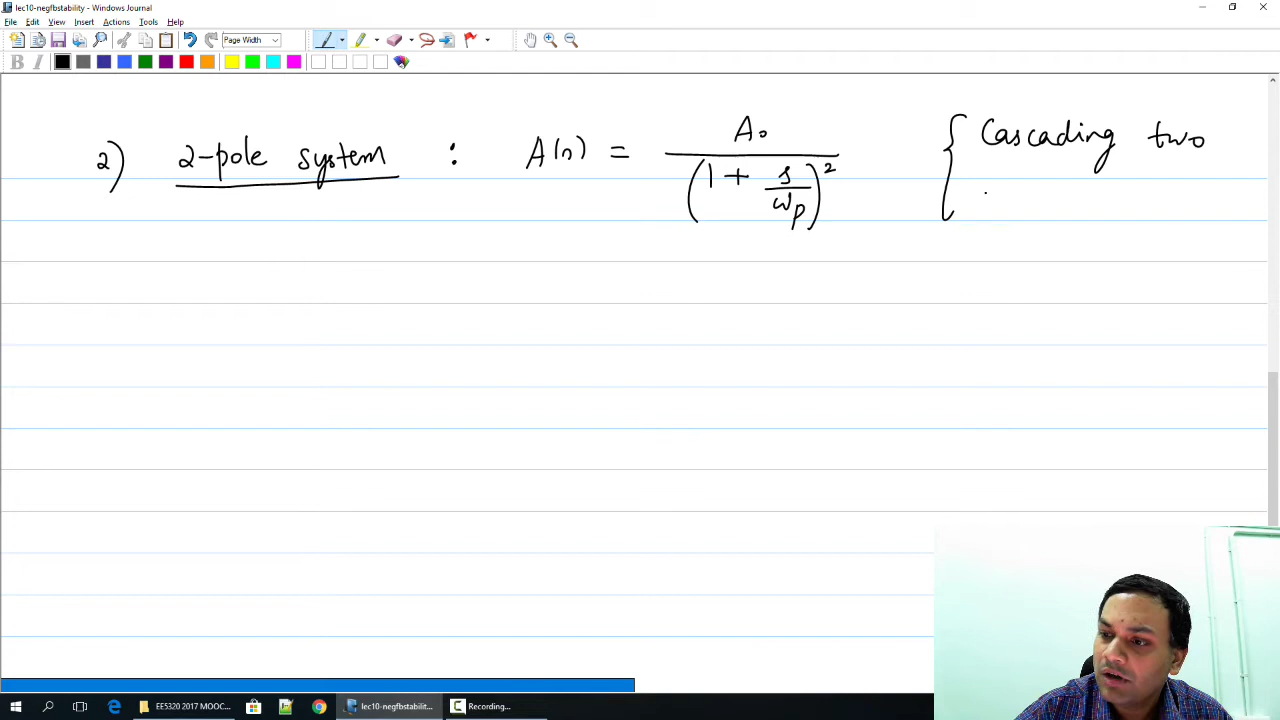 lec10-negfbstability - Windows Journal
File Edit View Insert Actions Tools Help
Page Width
B I
2) 2-pole system : A(s) = A₀ / (1 + s/ωp)² { Cascading two
EE5320 2017 MOOC... lec10-negfbstabilit... Recording...